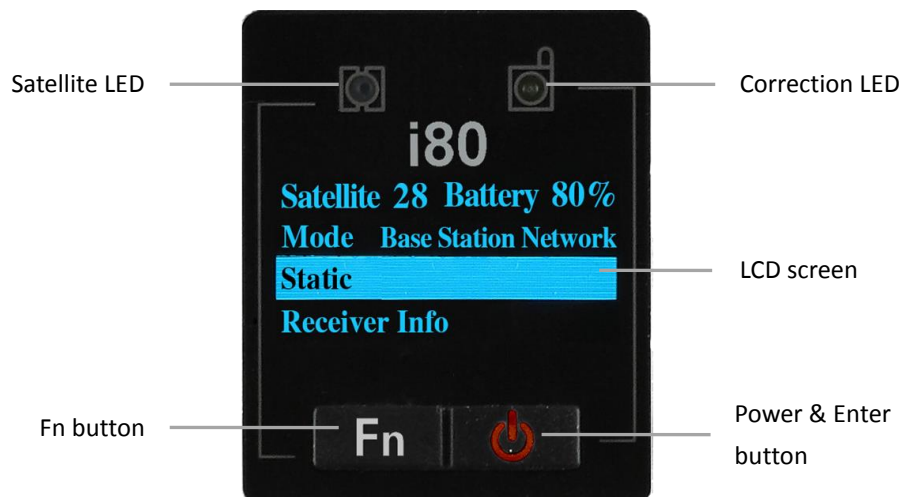 Satellite LED
Correction LED
i80
Satellite 28 Battery 80%
Mode Base Station Network
Static
LCD screen
Receiver Info
Fn button
Fn
Power & Enter
button